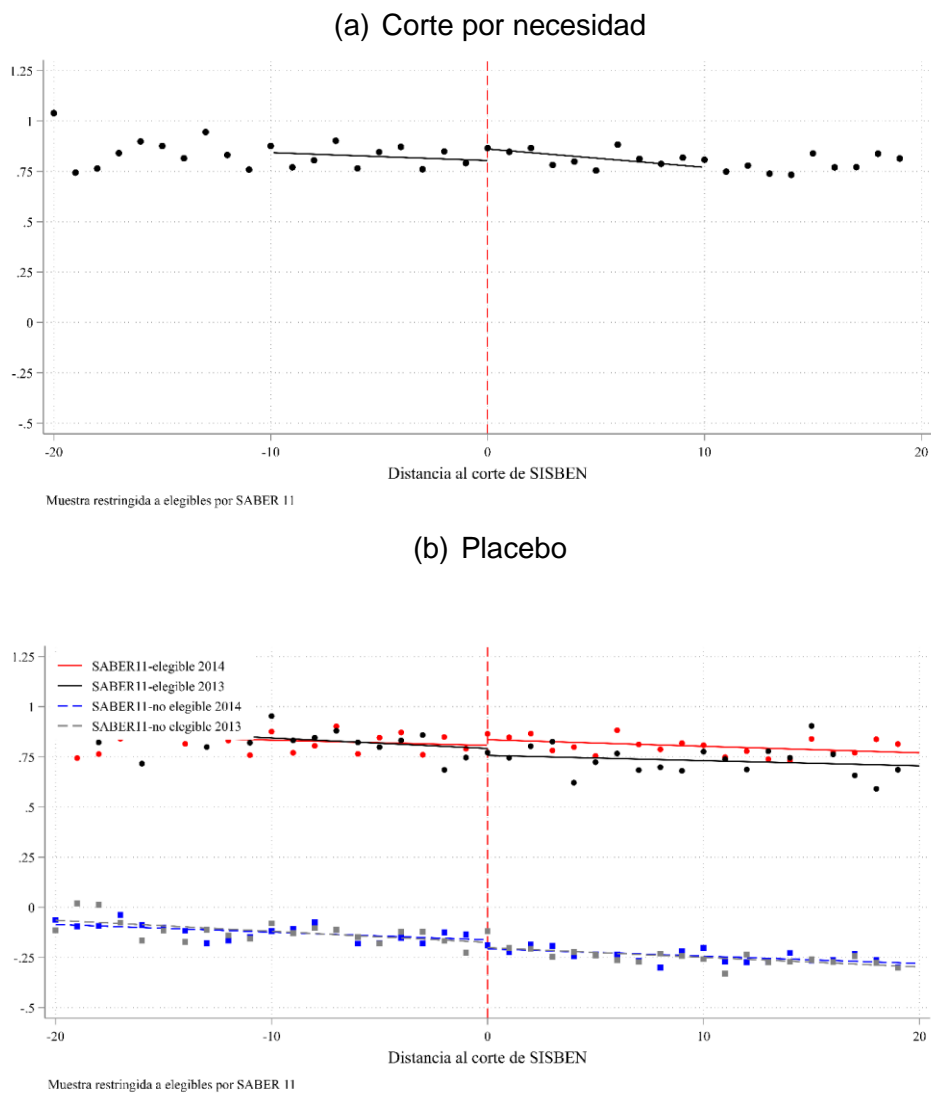 (a) Corte por necesidad
1.25
1
.75
.5
.25
0
-.25
-.5
-20
-10
0
10
20
Distancia al corte de SISBEN
Muestra restringida a elegibles por SABER 11
(b) Placebo
1.25
1
.75
.5
.25
0
-.25
-.5
SABER11-elegible 2014
SABER11-elegible 2013
SABER11-no elegible 2014
SABER11-no elegible 2013
-20
-10
0
10
20
Distancia al corte de SISBEN
Muestra restringida a elegibles por SABER 11